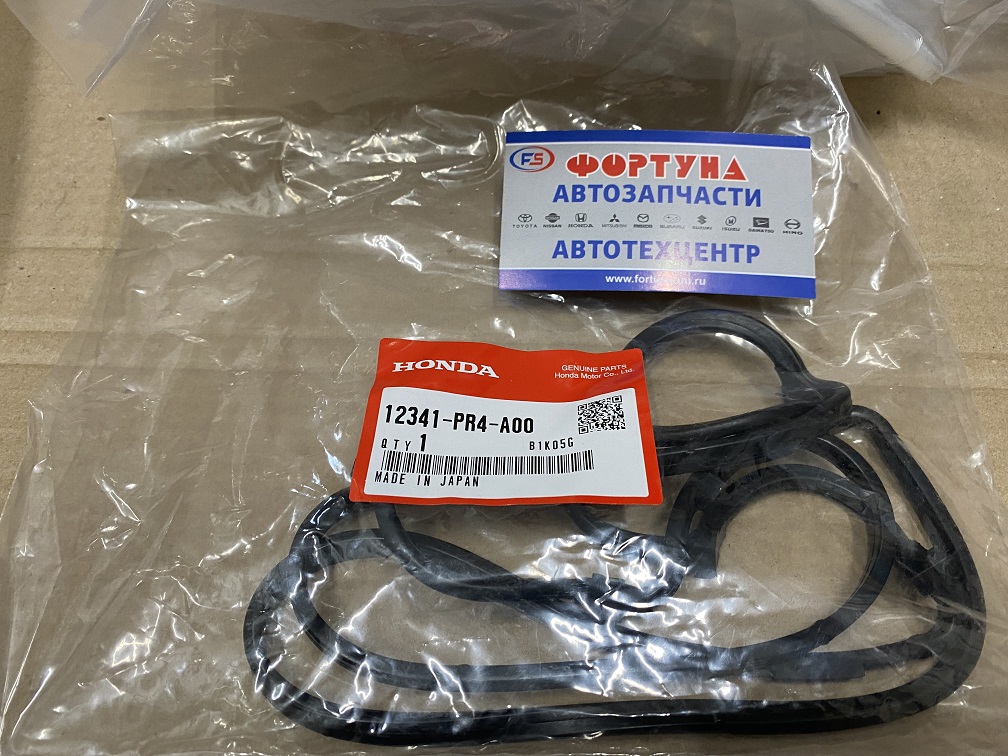 FS ФОРТУНА
АВТОЗАПЧАСТИ
TOYOTA NISSAN HONDA MITSUBISHI mazda SUBARU SUZUKI ISUZU DAIHATSU HINO
АВТОТЕХЦЕНТР
HONDA
GENUINE PARTS
Honda Motor Co., Ltd.
12341-PR4-A00
QTY 1
B1K05G
MADE IN JAPAN